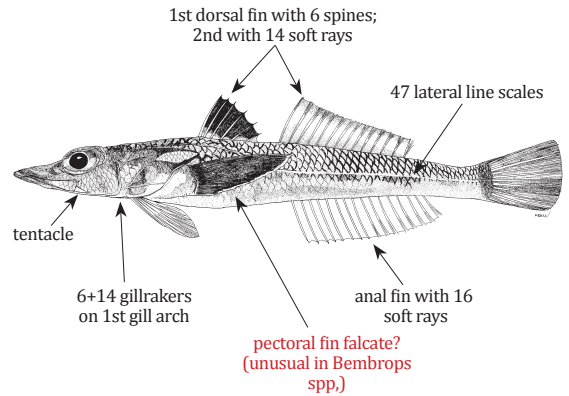 1st dorsal fin with 6 spines;
2nd with 14 soft rays
47 lateral line scales
tentacle
6+14 gillrakers
on 1st gill arch
anal fin with 16
soft rays
pectoral fin falcate?
(unusual in Bembrops
spp,)